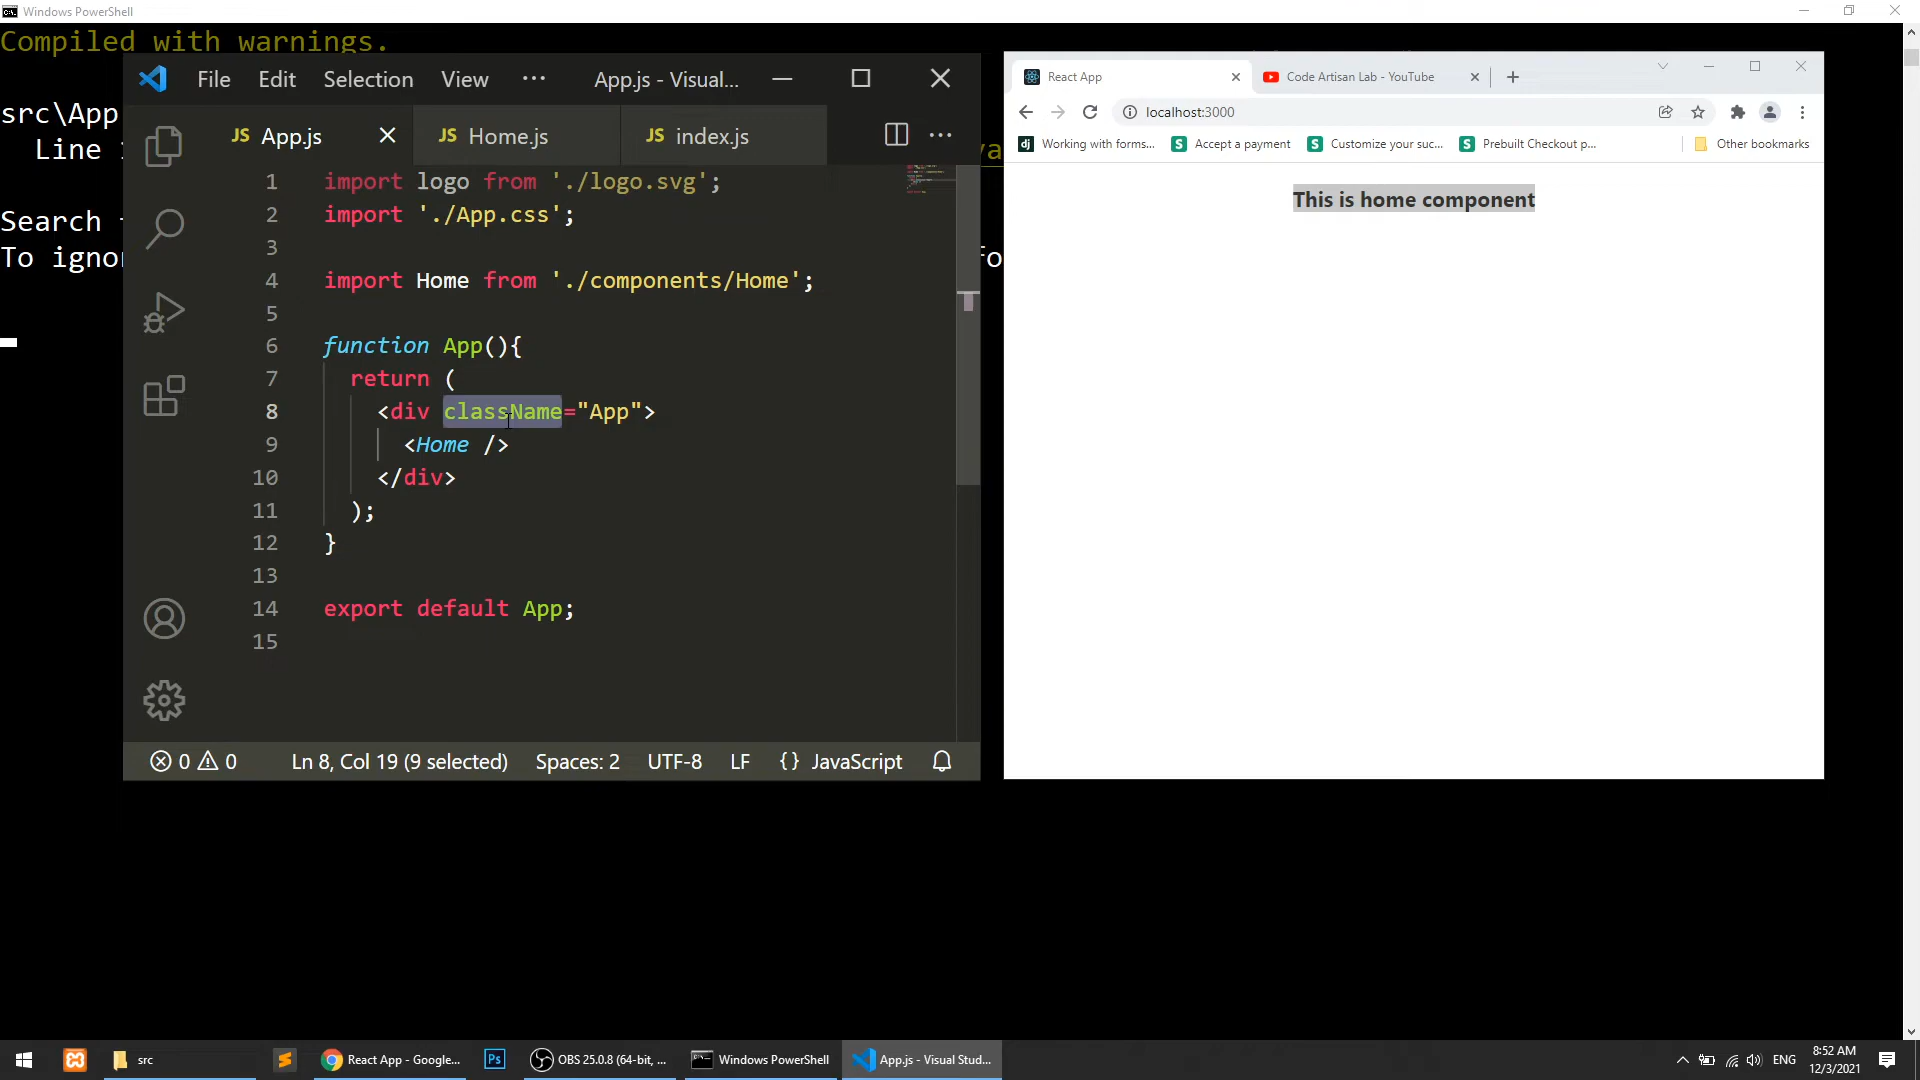 Windows PowerShell
Compiled with warnings.
src\App
Line
Search
To ignor
File Edit Selection View ··· App.js - Visual...
JS App.js
JS Home.js
JS index.js
1 import logo from './logo.svg';
2 import './App.css';
3
4 import Home from './components/Home';
5
6 function App(){
7 return (
8 <div className="App">
9 <Home />
10 </div>
11 );
12 }
13
14 export default App;
15
0 0 Ln 8, Col 19 (9 selected) Spaces: 2 UTF-8 LF {} JavaScript
React App
Code Artisan Lab - YouTube
localhost:3000
dj Working with forms...
S Accept a payment
S Customize your suc...
S Prebuilt Checkout p...
Other bookmarks
This is home component
src
React App - Google...
Ps
OBS 25.0.8 (64-bit, ...
Windows PowerShell
App.js - Visual Stud...
ENG
8:52 AM
12/3/2021